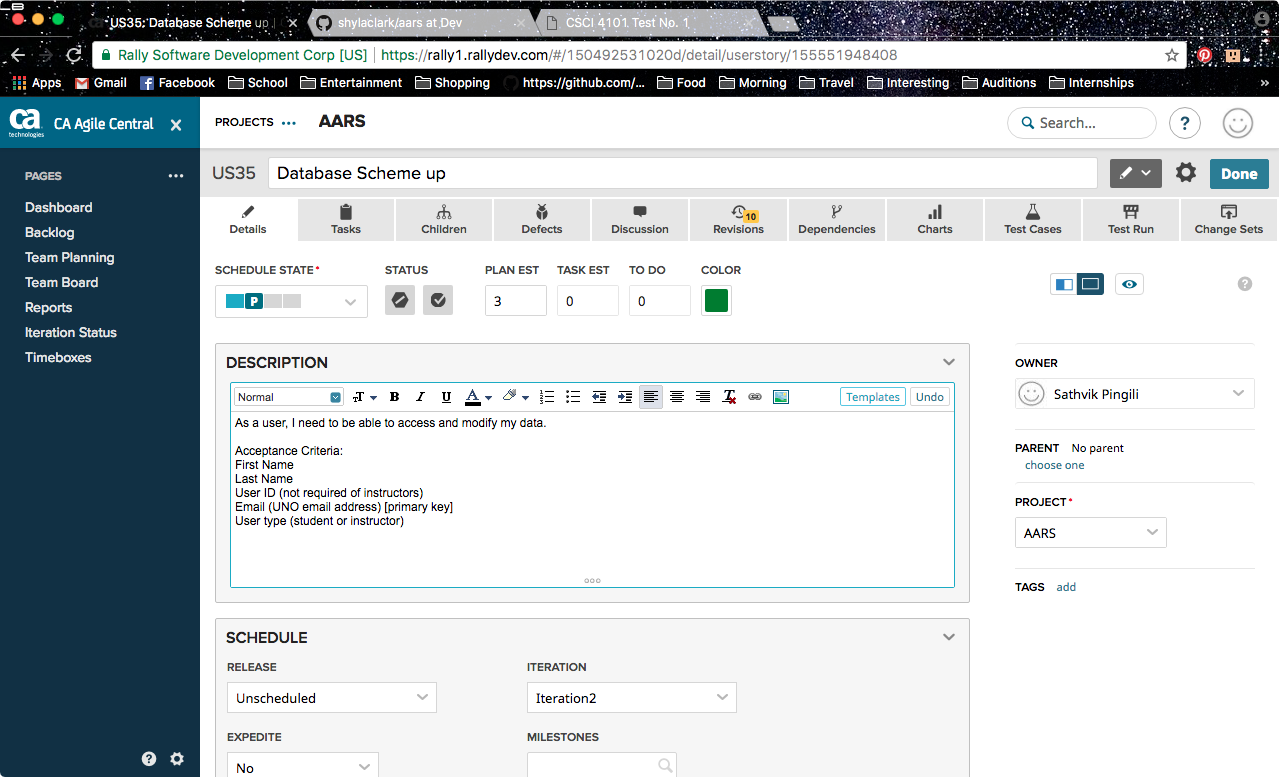 US35: Database Scheme up
shylaclark/aars at Dev
CSCI 4101 Test No. 1
Rally Software Development Corp [US]
https://rally1.rallydev.com/#/150492531020d/detail/userstory/155551948408
Apps
Gmail
Facebook
School
Entertainment
Shopping
https://github.com/...
Food
Morning
Travel
Interesting
Auditions
Internships
»
ca
technologies
CA Agile Central
PROJECTS
AARS
Search...
?
PAGES
Dashboard
Backlog
Team Planning
Team Board
Reports
Iteration Status
Timeboxes
US35
Database Scheme up
Done
Details
Tasks
Children
Defects
Discussion
10
Revisions
Dependencies
Charts
Test Cases
Test Run
Change Sets
SCHEDULE STATE*
STATUS
PLAN EST
TASK EST
TO DO
COLOR
P
3
0
0
?
DESCRIPTION
Normal
T
B
I
U
A
T
Templates
Undo
As a user, I need to be able to access and modify my data.
Acceptance Criteria:
First Name
Last Name
User ID (not required of instructors)
Email (UNO email address) [primary key]
User type (student or instructor)
OWNER
Sathvik Pingili
PARENT No parent
choose one
PROJECT*
AARS
TAGS add
SCHEDULE
RELEASE
Unscheduled
ITERATION
Iteration2
EXPEDITE
No
MILESTONES
?